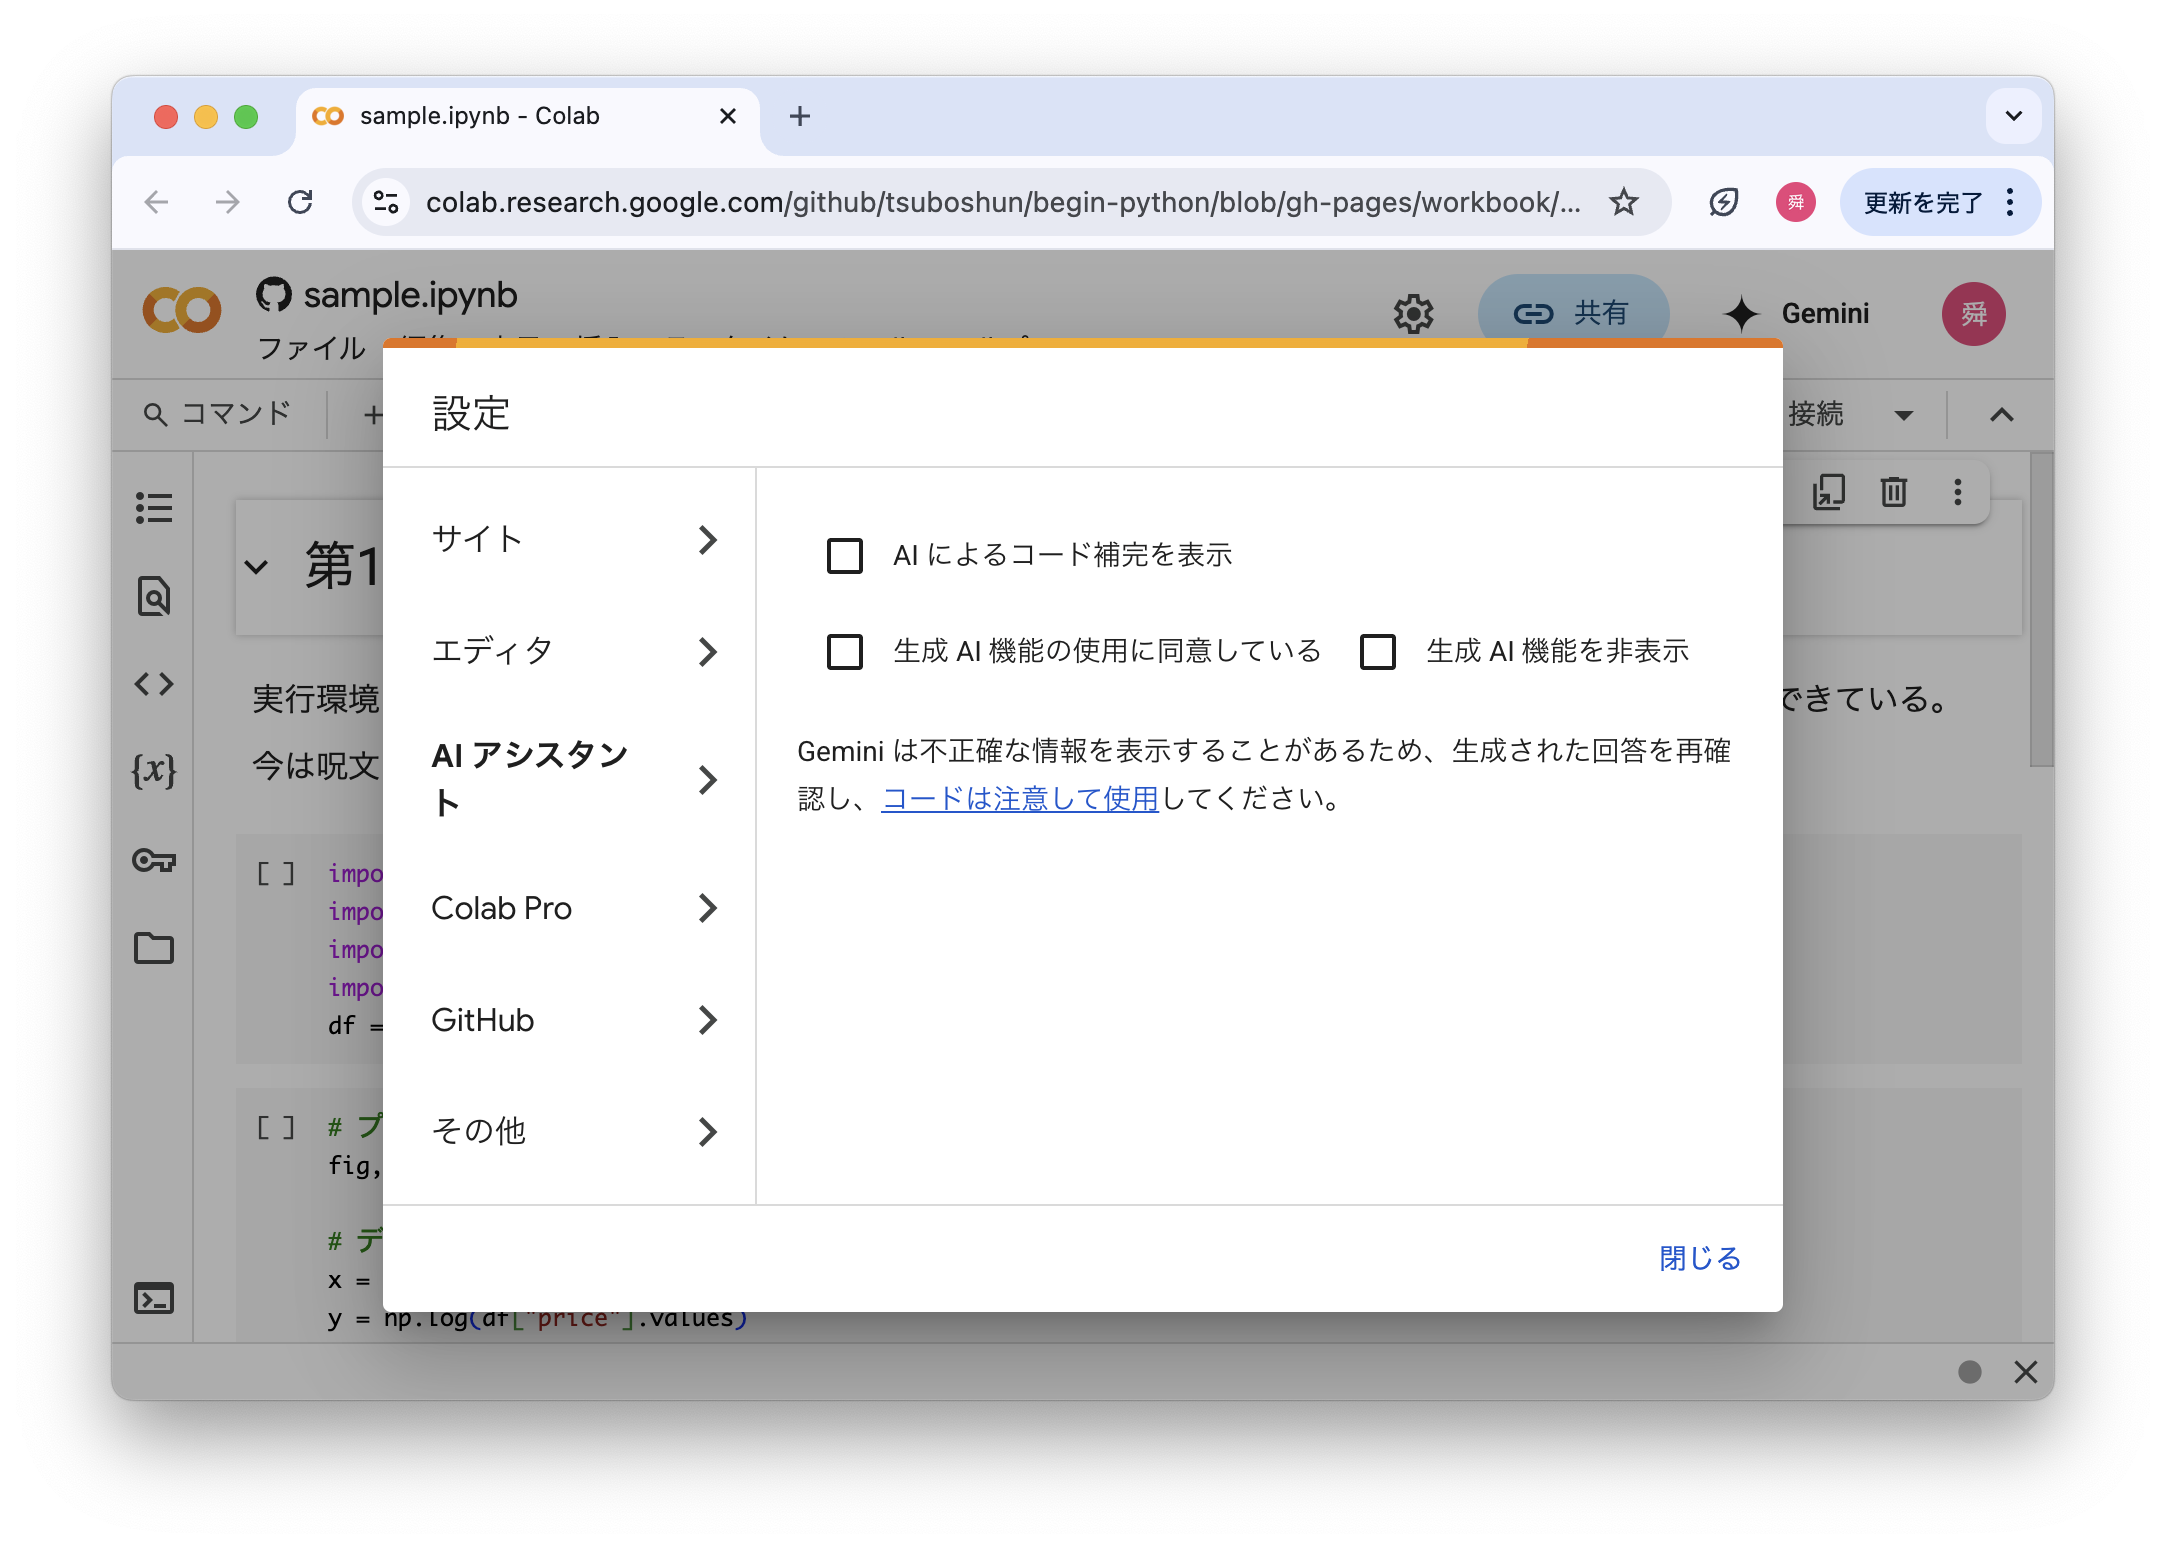 sample.ipynb - Colab
colab.research.google.com/github/tsuboshun/begin-python/blob/gh-pages/workbook/...
舜
更新を完了
sample.ipynb
共有
Gemini
舜
ファイル
コマンド
接続
設定
サイト
エディタ
AI アシスタン
ト
Colab Pro
GitHub
その他
AI によるコード補完を表示
生成 AI 機能の使用に同意している
生成 AI 機能を非表示
Gemini は不正確な情報を表示することがあるため、生成された回答を再確
認し、コードは注意して使用してください。
閉じる
第1
実行環境
できている。
今は呪文
[ ]
impo
impo
impo
impo
df =
[ ]
# プ
fig,
# デ
x =
y = np.log(df["price"].values)